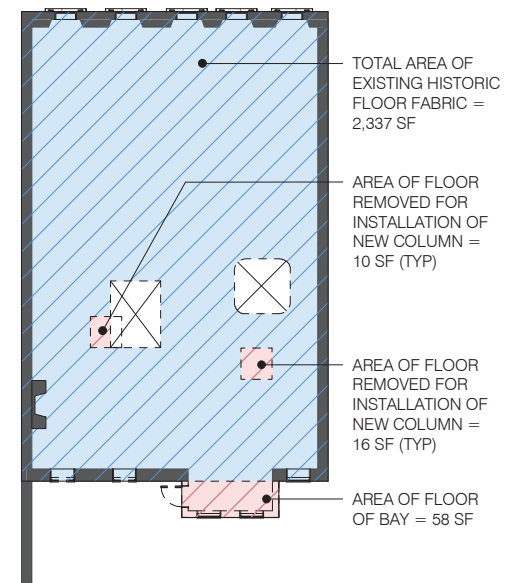 TOTAL AREA OF
EXISTING HISTORIC
FLOOR FABRIC =
2,337 SF
AREA OF FLOOR
REMOVED FOR
INSTALLATION OF
NEW COLUMN =
10 SF (TYP)
AREA OF FLOOR
REMOVED FOR
INSTALLATION OF
NEW COLUMN =
16 SF (TYP)
AREA OF FLOOR
OF BAY = 58 SF